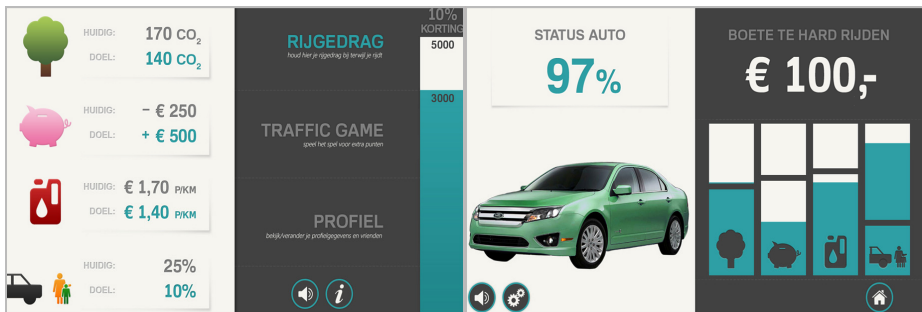 HUIDIG: 170 CO₂
DOEL: 140 CO₂
HUIDIG: - € 250
DOEL: + € 500
HUIDIG: € 1,70 P/KM
DOEL: € 1,40 P/KM
HUIDIG: 25%
DOEL: 10%
RIJGEDRAG
houd hier je rijgedrag bij terwijl je rijdt
TRAFFIC GAME
speel het spel voor extra punten
PROFIEL
bekijk/verander je profielgegevens en vrienden
i
10%
KORTING
5000
3000
STATUS AUTO
97%
BOETE TE HARD RIJDEN
€ 100,-